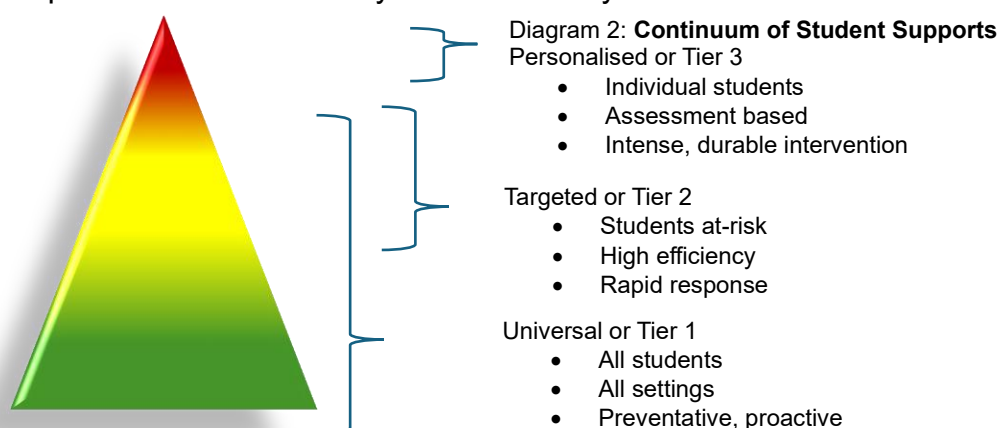 Diagram 2: Continuum of Student Supports
Personalised or Tier 3
• Individual students
• Assessment based
• Intense, durable intervention
Targeted or Tier 2
• Students at-risk
• High efficiency
• Rapid response
Universal or Tier 1
• All students
• All settings
• Preventative, proactive